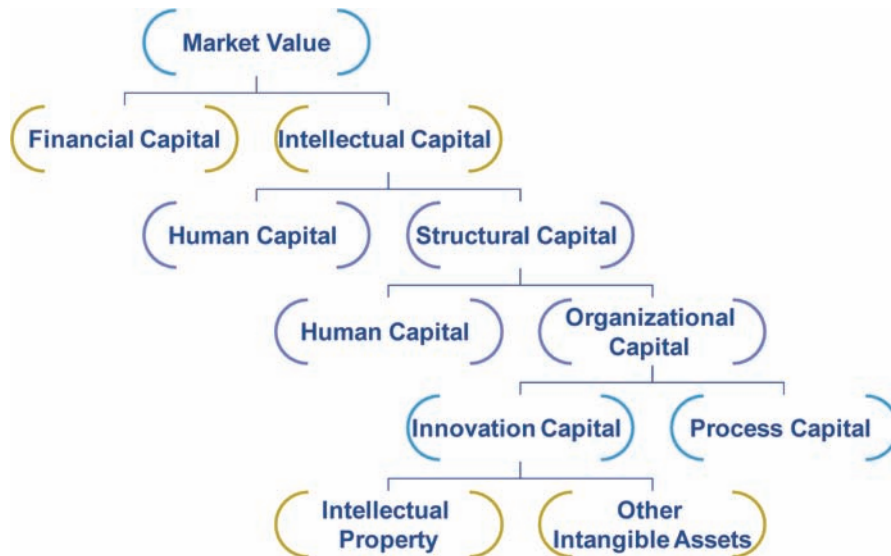 Market Value
Financial Capital
Intellectual Capital
Human Capital
Structural Capital
Human Capital
Organizational
Capital
Innovation Capital
Process Capital
Intellectual
Property
Other
Intangible Assets